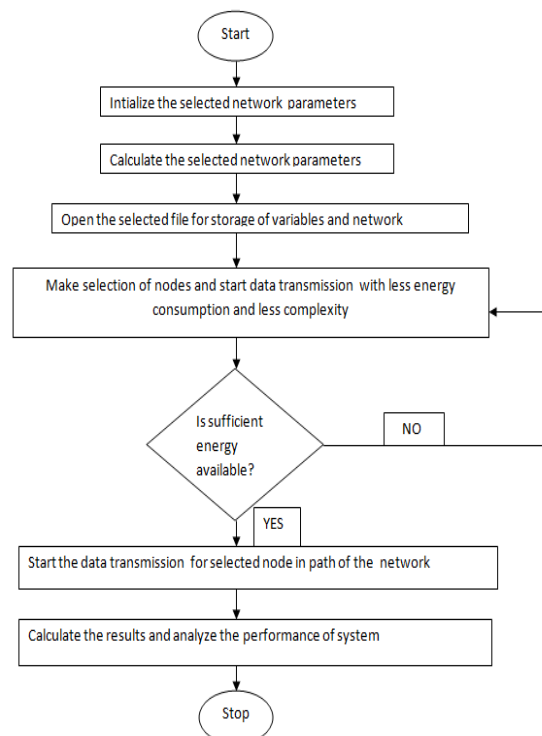 Start
Intialize the selected network parameters
Calculate the selected network parameters
Open the selected file for storage of variables and network
Make selection of nodes and start data transmission with less energy
consumption and less complexity
Is sufficient
energy
available?
NO
YES
Start the data transmission for selected node in path of the network
Calculate the results and analyze the performance of system
Stop